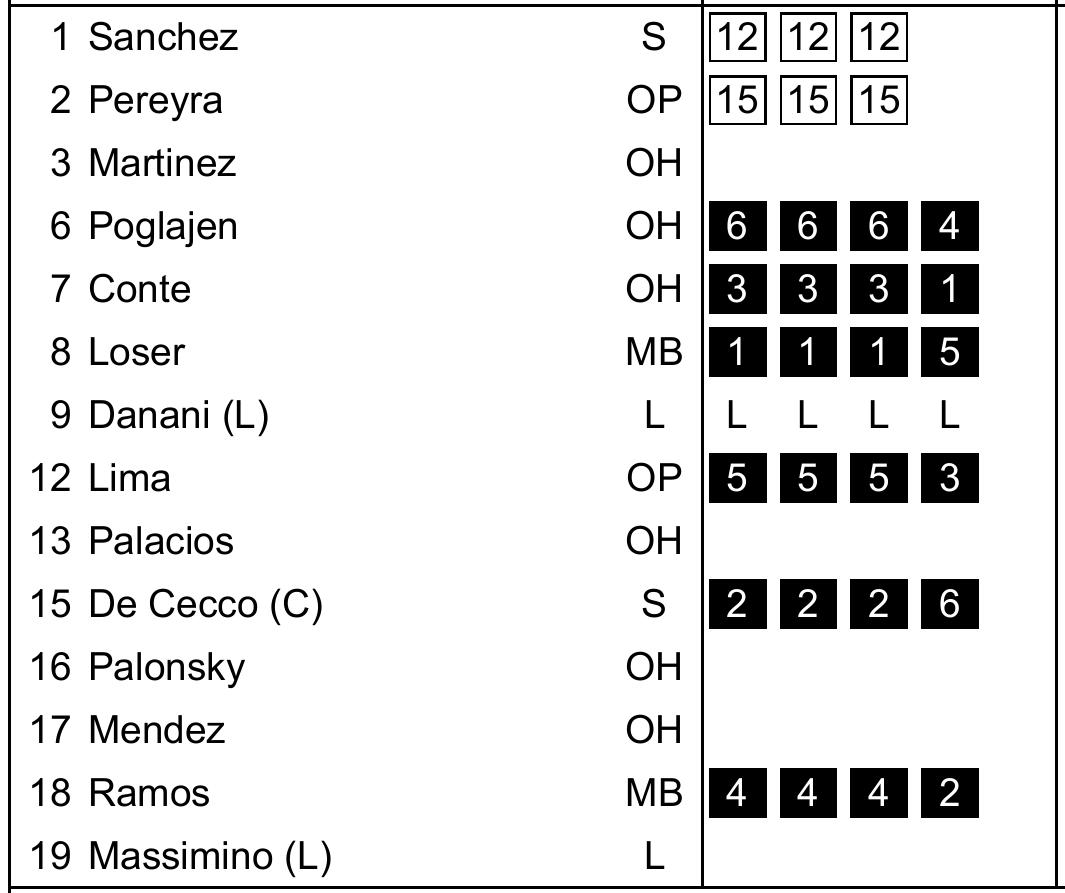 1 Sanchez S 12 12 12
2 Pereyra OP 15 15 15
3 Martinez OH
6 Poglajen OH 6 6 6 4
7 Conte OH 3 3 3 1
8 Loser MB 1 1 1 5
9 Danani (L) L L L L L
12 Lima OP 5 5 5 3
13 Palacios OH
15 De Cecco (C) S 2 2 2 6
16 Palonsky OH
17 Mendez OH
18 Ramos MB 4 4 4 2
19 Massimino (L) L